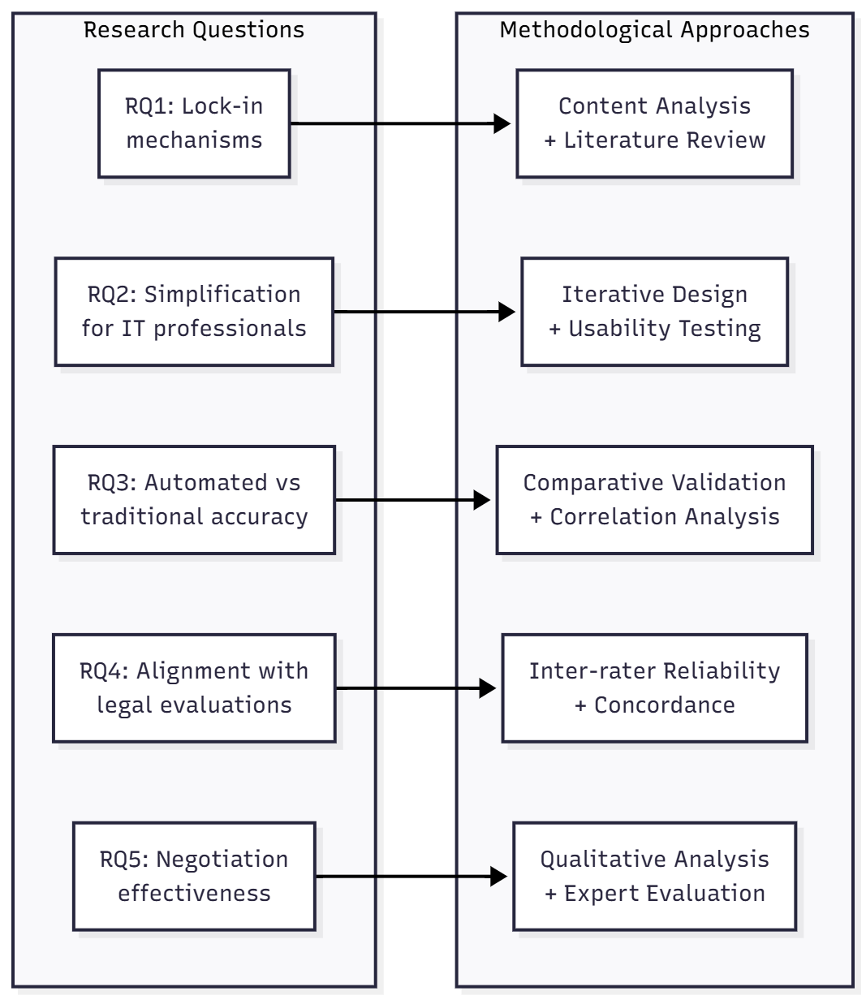 Research Questions
Methodological Approaches
RQ1: Lock-in
mechanisms
Content Analysis
+ Literature Review
RQ2: Simplification
for IT professionals
Iterative Design
+ Usability Testing
RQ3: Automated vs
traditional accuracy
Comparative Validation
+ Correlation Analysis
RQ4: Alignment with
legal evaluations
Inter-rater Reliability
+ Concordance
RQ5: Negotiation
effectiveness
Qualitative Analysis
+ Expert Evaluation